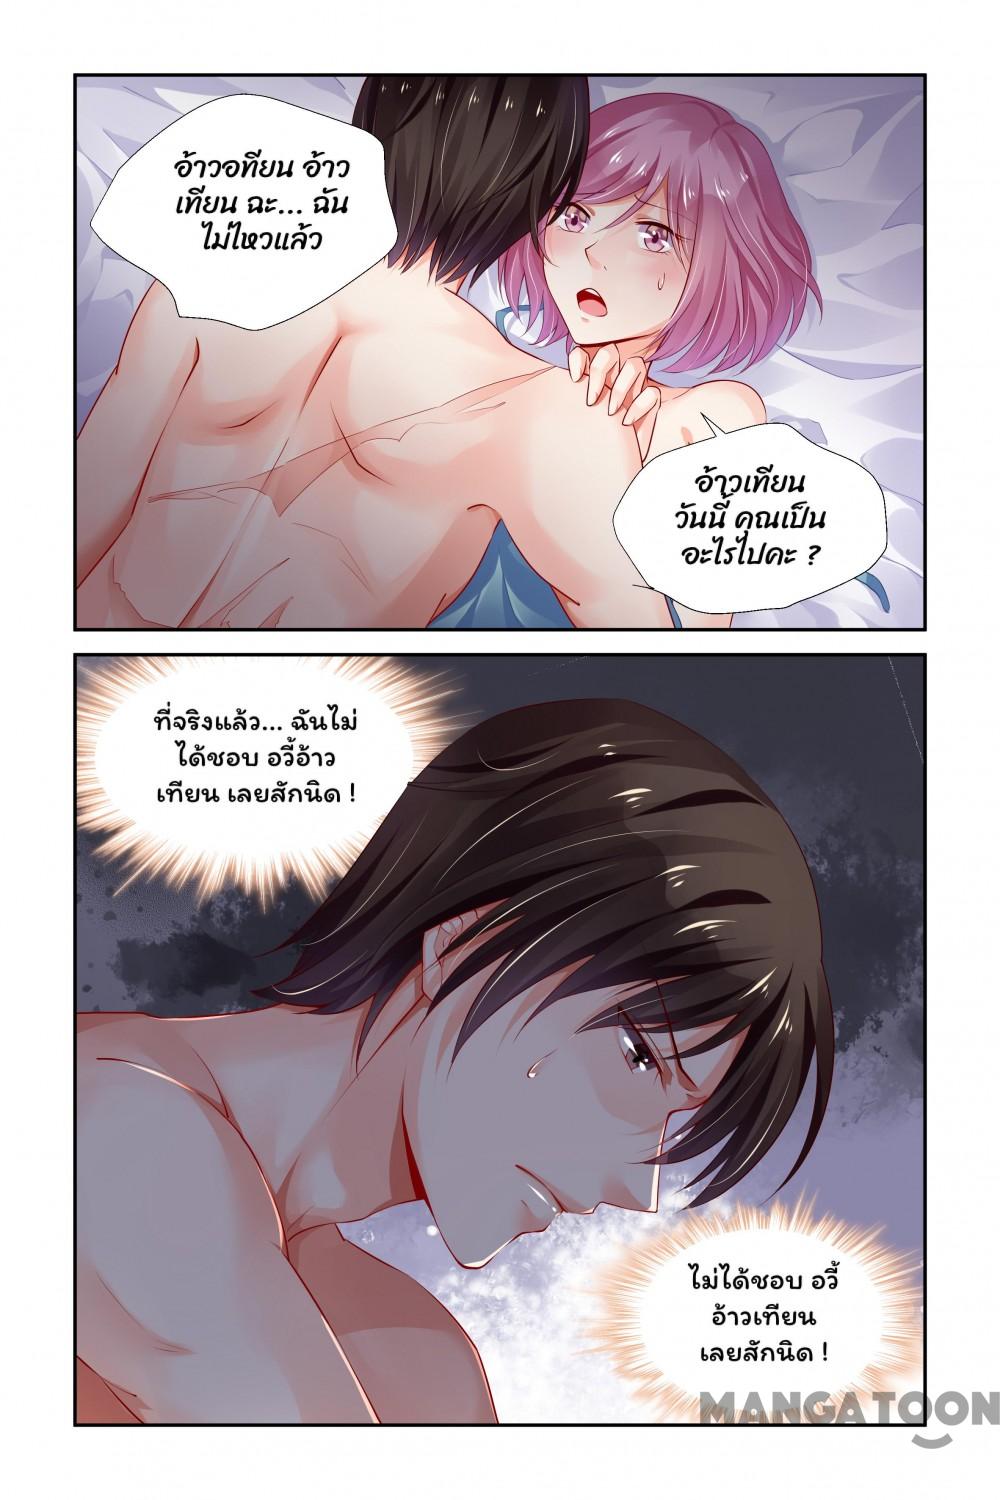 อ้าวอทียน อ้าว
เทียน ฉะ... ฉัน
ไม่ไหวแล้ว
อ้าวเทียน
วันนี้ คุณเป็น
อะไรไปคะ ?
ที่จริงแล้ว... ฉันไม่
ได้ชอบ อวี้อ้าว
เทียน เลยสักนิด !
ไม่ได้ชอบ อวี้
อ้าวเทียน
เลยสักนิด !
MANGATOON